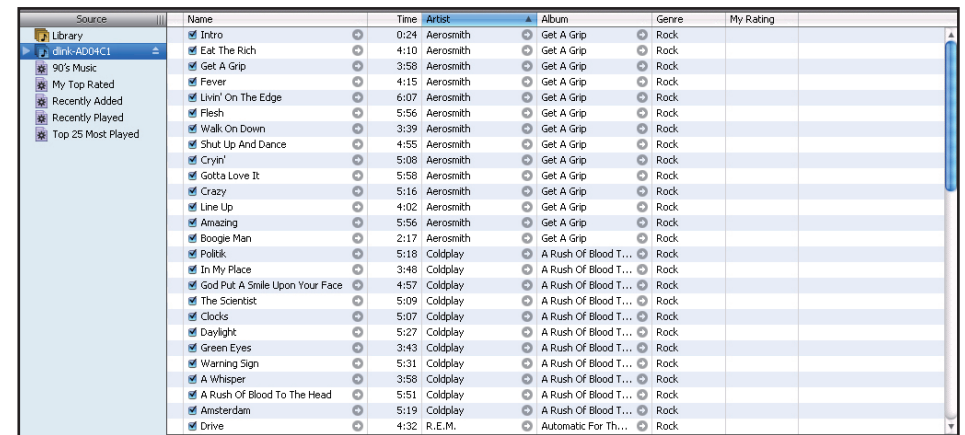 Source Name Time Artist Album Genre My Rating
Library
dlink-AD04C1
90's Music
My Top Rated
Recently Added
Recently Played
Top 25 Most Played
Intro 0:24 Aerosmith Get A Grip Rock
Eat The Rich 4:10 Aerosmith Get A Grip Rock
Get A Grip 3:58 Aerosmith Get A Grip Rock
Fever 4:15 Aerosmith Get A Grip Rock
Livin' On The Edge 6:07 Aerosmith Get A Grip Rock
Flesh 5:56 Aerosmith Get A Grip Rock
Walk On Down 3:39 Aerosmith Get A Grip Rock
Shut Up And Dance 4:55 Aerosmith Get A Grip Rock
Cryin' 5:08 Aerosmith Get A Grip Rock
Gotta Love It 5:58 Aerosmith Get A Grip Rock
Crazy 5:16 Aerosmith Get A Grip Rock
Line Up 4:02 Aerosmith Get A Grip Rock
Amazing 5:56 Aerosmith Get A Grip Rock
Boogie Man 2:17 Aerosmith Get A Grip Rock
Politik 5:18 Coldplay A Rush Of Blood T... Rock
In My Place 3:48 Coldplay A Rush Of Blood T... Rock
God Put A Smile Upon Your Face 4:57 Coldplay A Rush Of Blood T... Rock
The Scientist 5:09 Coldplay A Rush Of Blood T... Rock
Clocks 5:07 Coldplay A Rush Of Blood T... Rock
Daylight 5:27 Coldplay A Rush Of Blood T... Rock
Green Eyes 3:43 Coldplay A Rush Of Blood T... Rock
Warning Sign 5:31 Coldplay A Rush Of Blood T... Rock
A Whisper 3:58 Coldplay A Rush Of Blood T... Rock
A Rush Of Blood To The Head 5:51 Coldplay A Rush Of Blood T... Rock
Amsterdam 5:19 Coldplay A Rush Of Blood T... Rock
Drive 4:32 R.E.M. Automatic For Th... Rock